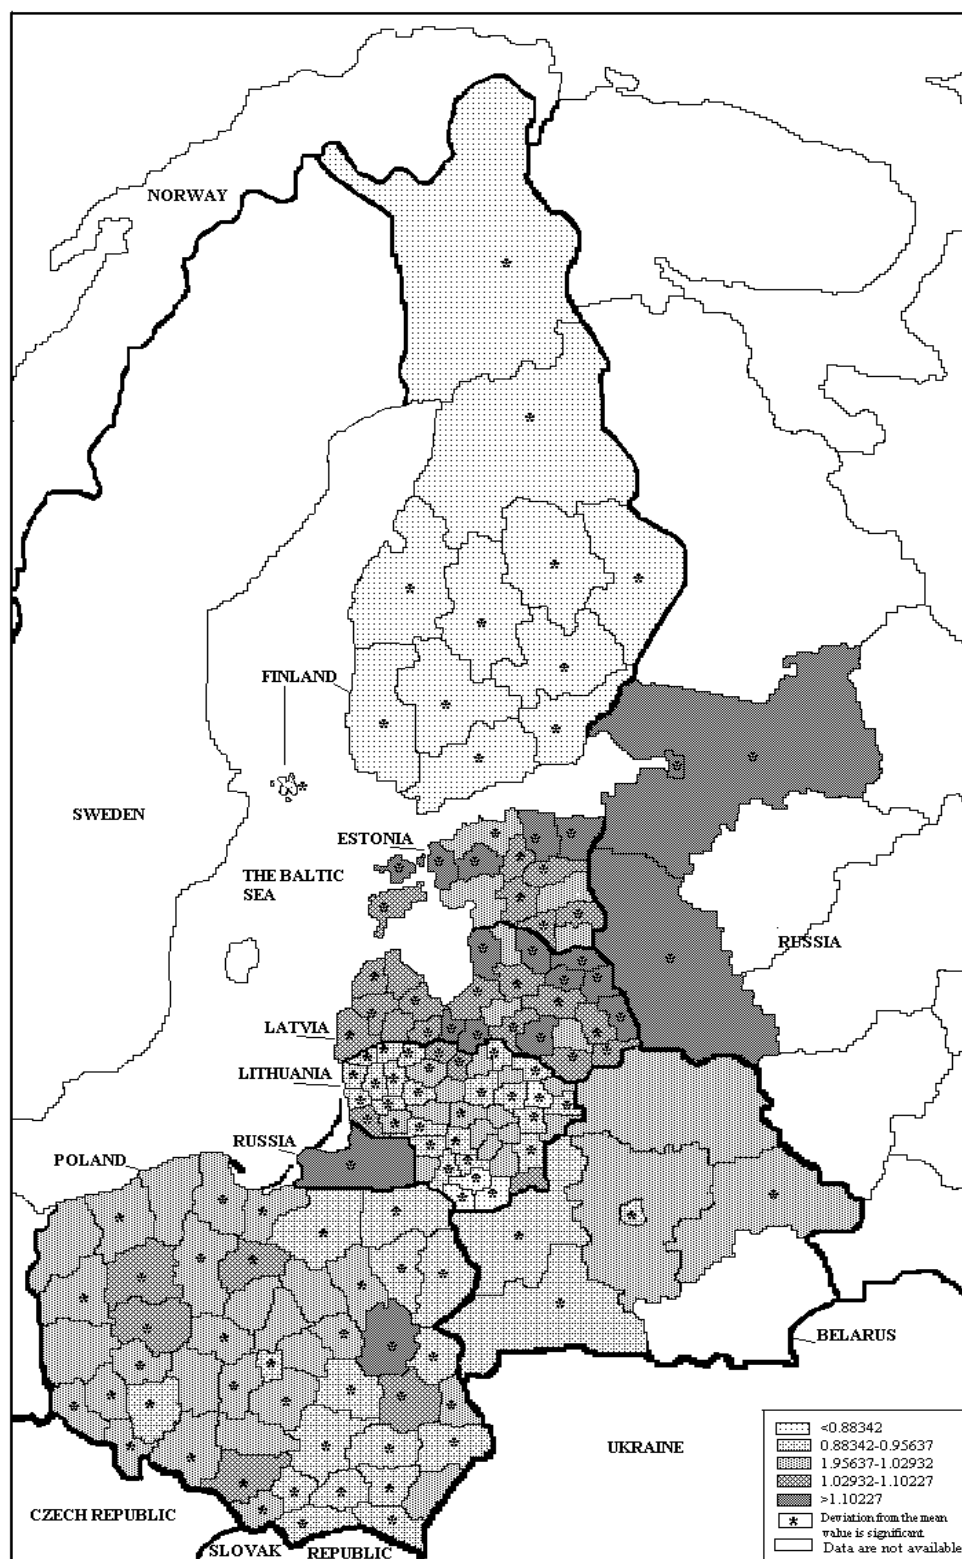 NORWAY
FINLAND
SWEDEN
ESTONIA
THE BALTIC
SEA
RUSSIA
LATVIA
LITHUANIA
RUSSIA
POLAND
BELARUS
UKRAINE
CZECH REPUBLIC
SLOVAK REPUBLIC
<0.88342
0.88342-0.95637
1.95637-1.02932
1.02932-1.10227
>1.10227
* Deviation from the mean
value is significant
Data are not available